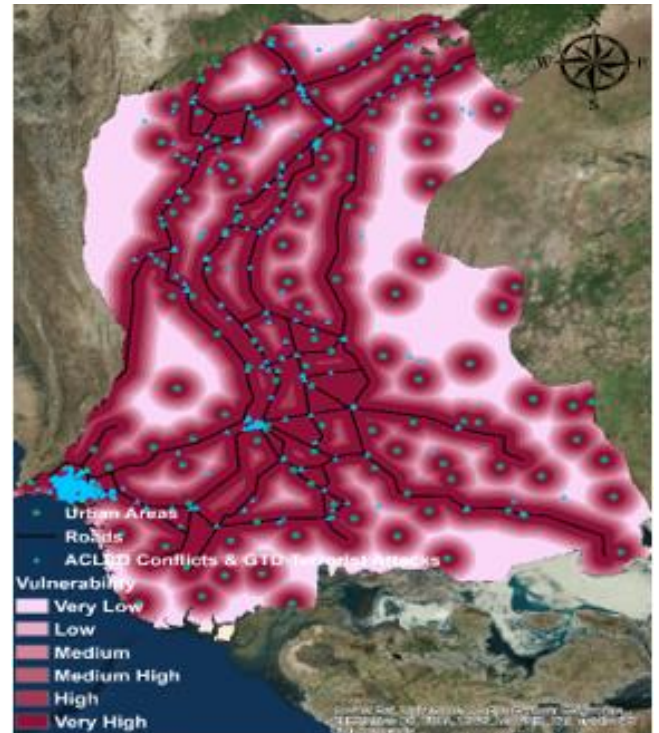 N
W
E
S
Urban Areas
Roads
ACLED Conflicts & GTD Terrorist Attacks
Vulnerability
Very Low
Low
Medium
Medium High
High
Very High